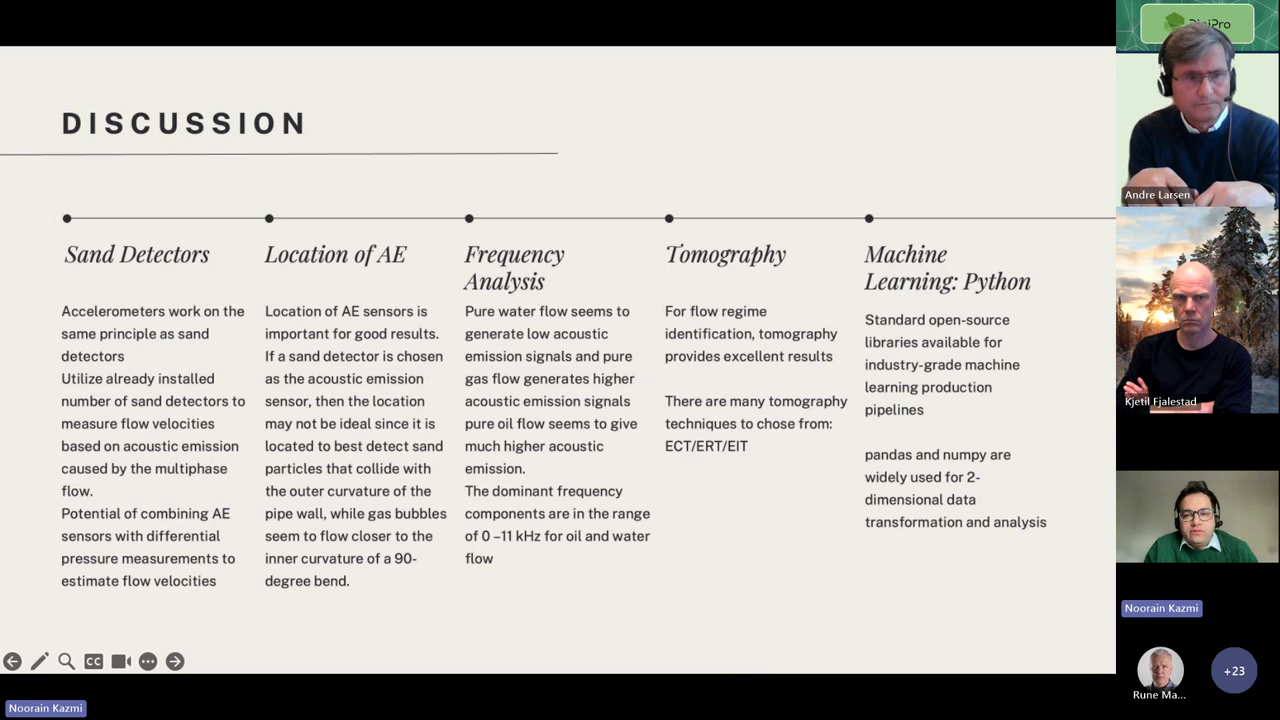 DISCUSSION
Sand Detectors
Accelerometers work on the
same principle as sand
detectors
Utilize already installed
number of sand detectors to
measure flow velocities
based on acoustic emission
caused by the multiphase
flow.
Potential of combining AE
sensors with differential
pressure measurements to
estimate flow velocities
Location of AE
Location of AE sensors is
important for good results.
If a sand detector is chosen
as the acoustic emission
sensor, then the location
may not be ideal since it is
located to best detect sand
particles that collide with
the outer curvature of the
pipe wall, while gas bubbles
seem to flow closer to the
inner curvature of a 90-
degree bend.
Frequency
Analysis
Pure water flow seems to
generate low acoustic
emission signals and pure
gas flow generates higher
acoustic emission signals
pure oil flow seems to give
much higher acoustic
emission.
The dominant frequency
components are in the range
of 0 –11 kHz for oil and water
flow
Tomography
For flow regime
identification, tomography
provides excellent results
There are many tomography
techniques to chose from:
ECT/ERT/EIT
Machine
Learning: Python
Standard open-source
libraries available for
industry-grade machine
learning production
pipelines
pandas and numpy are
widely used for 2-
dimensional data
transformation and analysis
CC
Noorain Kazmi
Andre Larsen
Kjetil Fjalestad
Noorain Kazmi
Rune Ma...
+23